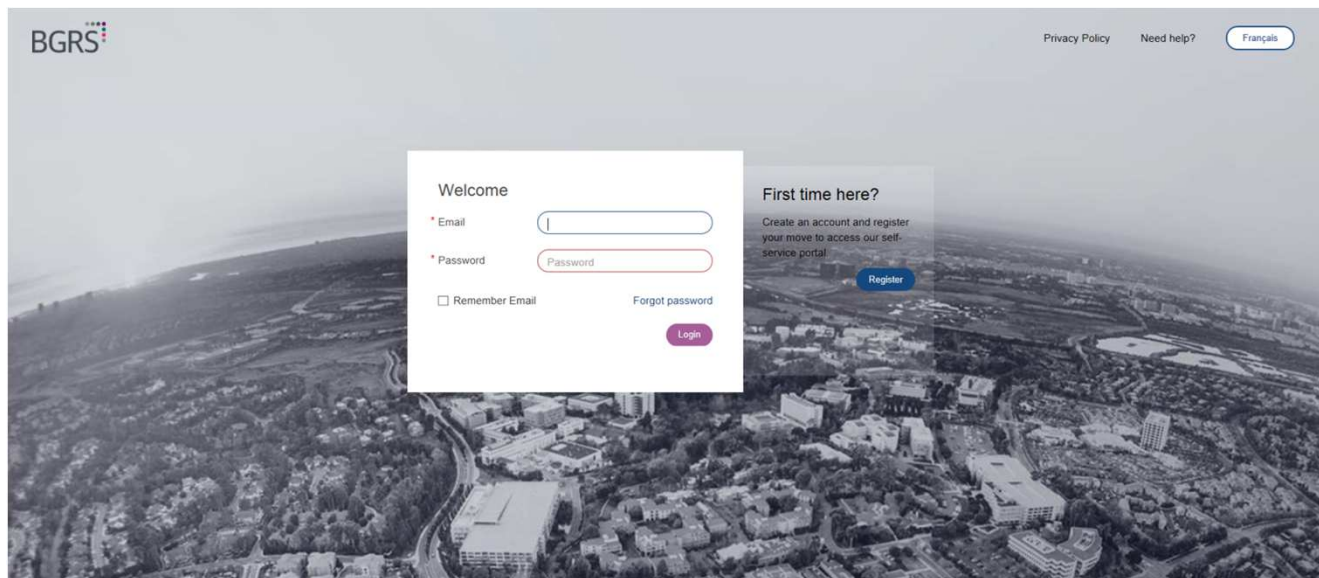 BGRS
Privacy Policy
Need help?
Français
Welcome
* Email
* Password
Password
Remember Email
Forgot password
Login
First time here?
Create an account and register
your move to access our self-
service portal.
Register